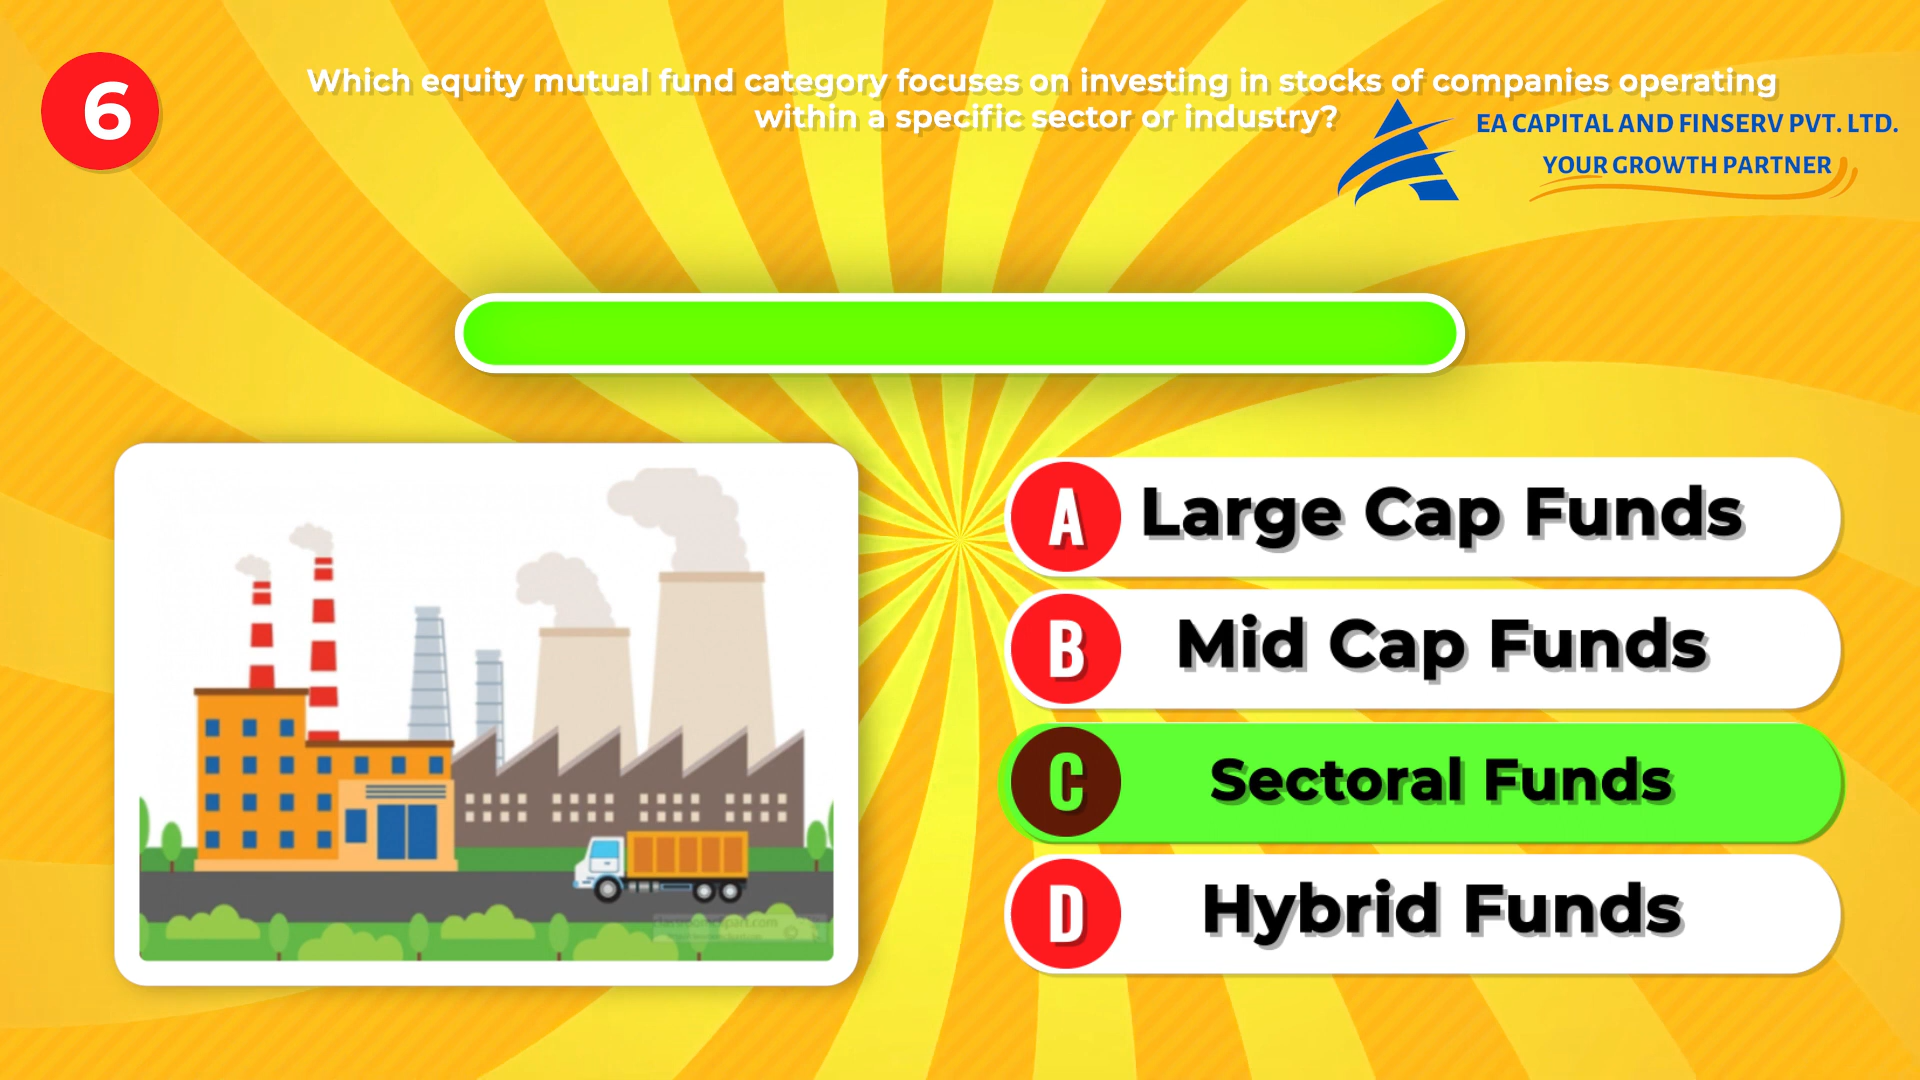 6
Which equity mutual fund category focuses on investing in stocks of companies operating
within a specific sector or industry?
EA CAPITAL AND FINSERV PVT. LTD.
YOUR GROWTH PARTNER
A Large Cap Funds
B Mid Cap Funds
C Sectoral Funds
D Hybrid Funds